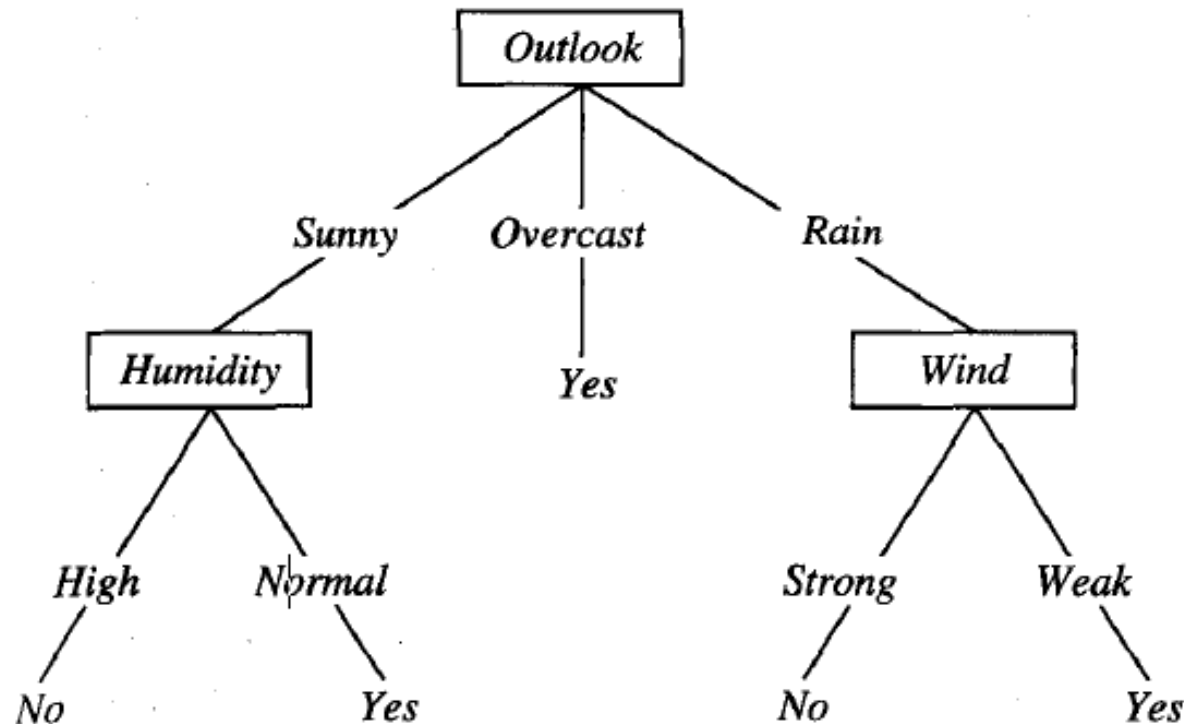 Outlook
Sunny Overcast Rain
Humidity Yes Wind
High Normal Strong Weak
No Yes No Yes